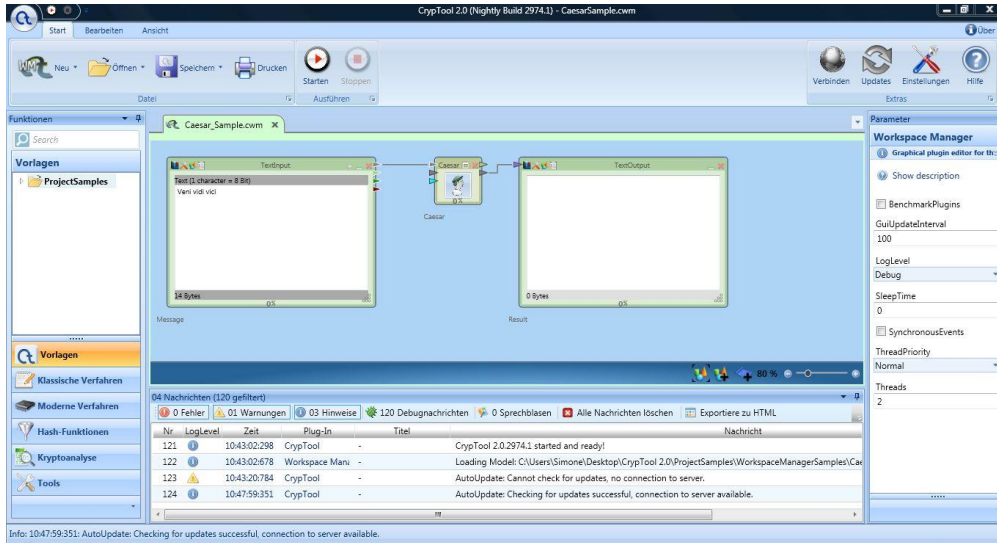 CrypTool 2.0 (Nightly Build 2974.1) - CaesarSample.cwm
Start Bearbeiten Ansicht Über
Neu Öffnen Speichern Drucken Starten Stoppen Verbinden Updates Einstellungen Hilfe
Datei Ausführen Extras
Funktionen
Search
Vorlagen
ProjectSamples
Vorlagen
Klassische Verfahren
Moderne Verfahren
Hash-Funktionen
Kryptoanalyse
Tools
Caesar_Sample.cwm
TextInput
Text (1 character = 8 Bit)
Veni vidi vici
14 Bytes
0%
Message
Caesar
0%
Caesar
TextOutput
0 Bytes
0%
Result
80 %
Parameter
Workspace Manager
Graphical plugin editor for th
Show description
BenchmarkPlugins
GuiUpdateInterval
100
LogLevel
Debug
SleepTime
0
SynchronousEvents
ThreadPriority
Normal
Threads
2
04 Nachrichten (120 gefiltert)
0 Fehler 01 Warnungen 03 Hinweise 120 Debugnachrichten 0 Sprechblasen Alle Nachrichten löschen Exportiere zu HTML
Nr LogLevel Zeit Plug-In Titel Nachricht
121 10:43:02:298 CrypTool - CrypTool 2.0.2974.1 started and ready!
122 10:43:02:678 Workspace Mana - Loading Model: C:\Users\Simone\Desktop\CrypTool 2.0\ProjectSamples\WorkspaceManagerSamples\Cae
123 10:43:20:784 CrypTool - AutoUpdate: Cannot check for updates, no connection to server.
124 10:47:59:351 CrypTool - AutoUpdate: Checking for updates successful, connection to server available.
Info: 10:47:59:351: AutoUpdate: Checking for updates successful, connection to server available.